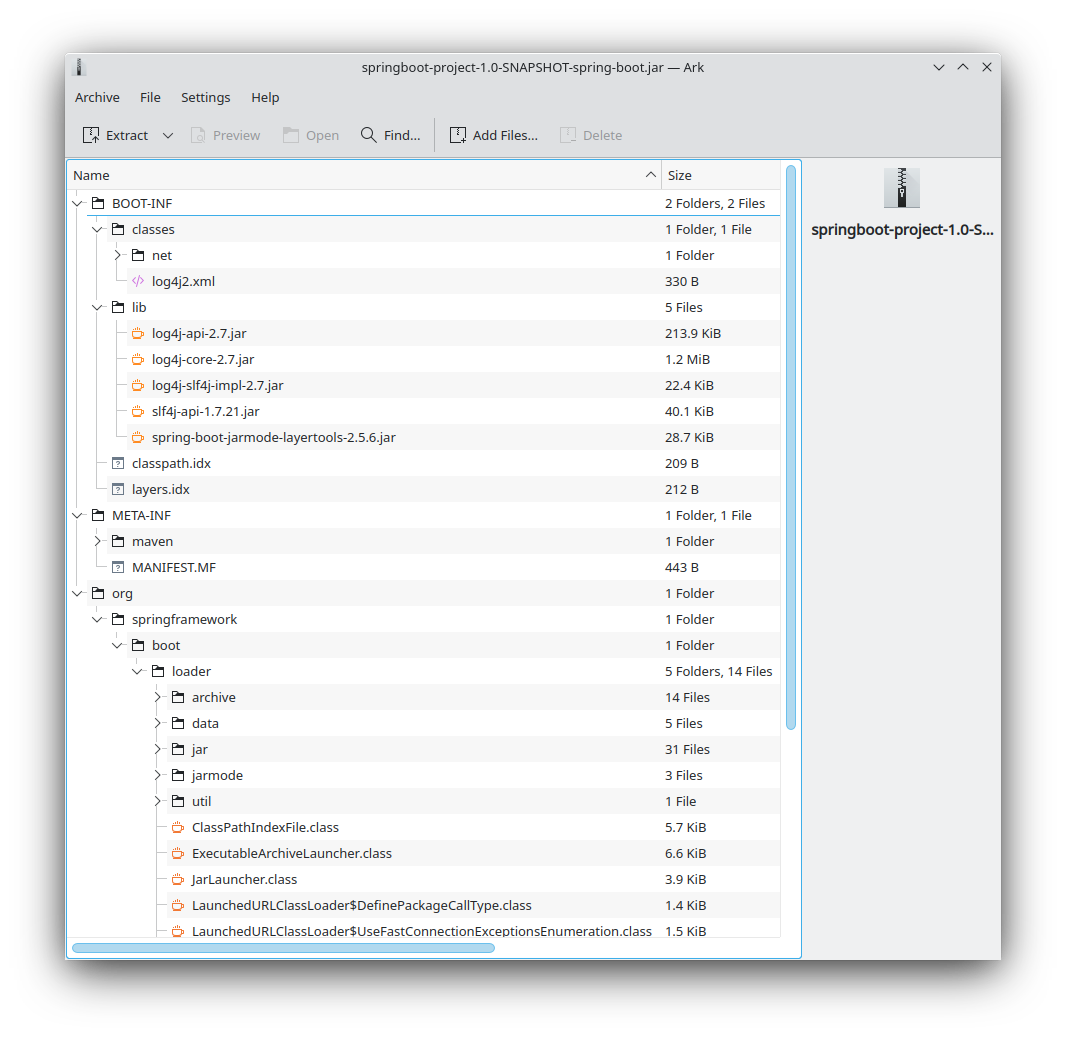 springboot-project-1.0-SNAPSHOT-spring-boot.jar — Ark
Archive File Settings Help
Extract Preview Open Find... Add Files... Delete
Name Size
BOOT-INF 2 Folders, 2 Files
springboot-project-1.0-S...
classes 1 Folder, 1 File
net 1 Folder
log4j2.xml 330 B
lib 5 Files
log4j-api-2.7.jar 213.9 KiB
log4j-core-2.7.jar 1.2 MiB
log4j-slf4j-impl-2.7.jar 22.4 KiB
slf4j-api-1.7.21.jar 40.1 KiB
spring-boot-jarmode-layertools-2.5.6.jar 28.7 KiB
classpath.idx 209 B
layers.idx 212 B
META-INF 1 Folder, 1 File
maven 1 Folder
MANIFEST.MF 443 B
org 1 Folder
springframework 1 Folder
boot 1 Folder
loader 5 Folders, 14 Files
archive 14 Files
data 5 Files
jar 31 Files
jarmode 3 Files
util 1 File
ClassPathIndexFile.class 5.7 KiB
ExecutableArchiveLauncher.class 6.6 KiB
JarLauncher.class 3.9 KiB
LaunchedURLClassLoader$DefinePackageCallType.class 1.4 KiB
LaunchedURLClassLoader$UseFastConnectionExceptionsEnumeration.class 1.5 KiB